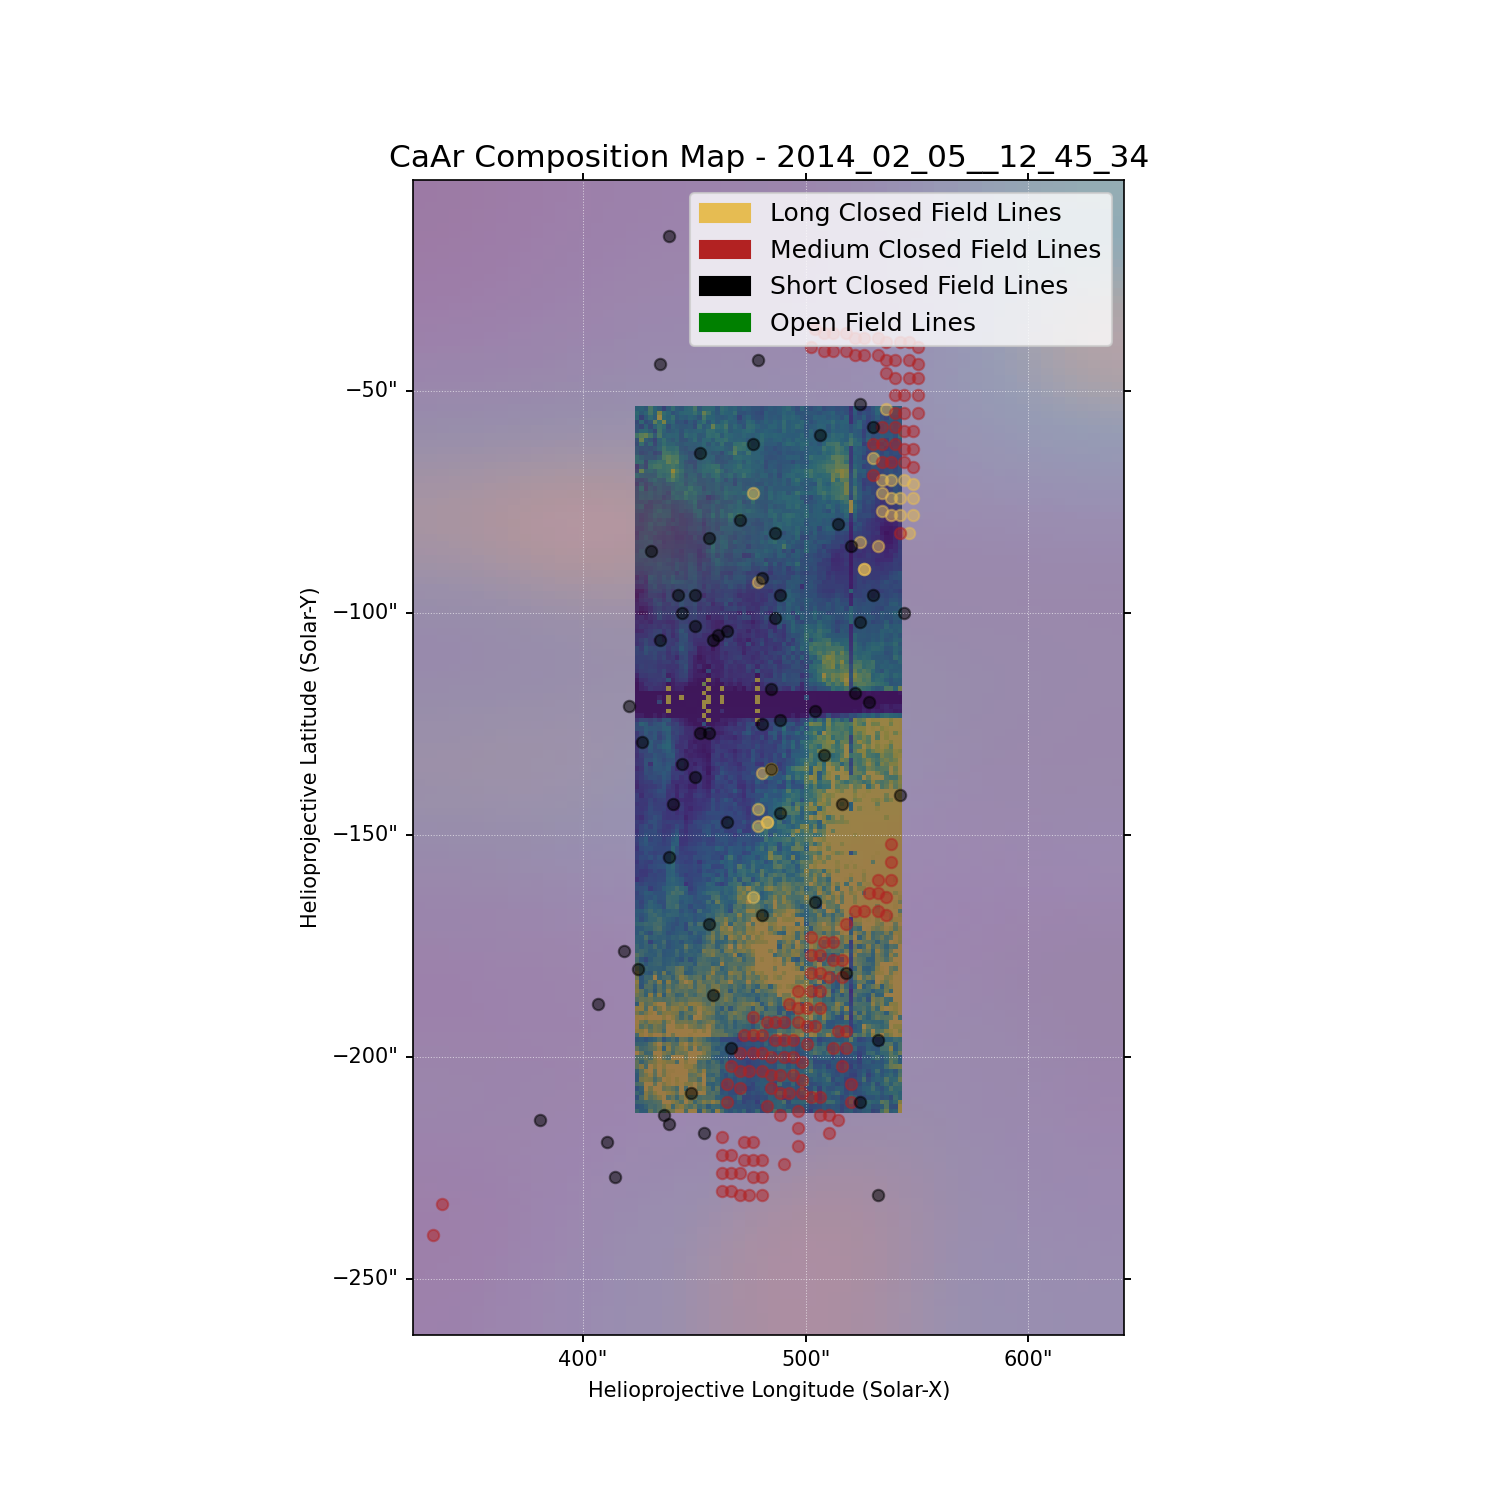 CaAr Composition Map - 2014_02_05__12_45_34
Long Closed Field Lines
Medium Closed Field Lines
Short Closed Field Lines
Open Field Lines
−50"
−100"
−150"
−200"
−250"
Helioprojective Latitude (Solar-Y)
400" 500" 600"
Helioprojective Longitude (Solar-X)